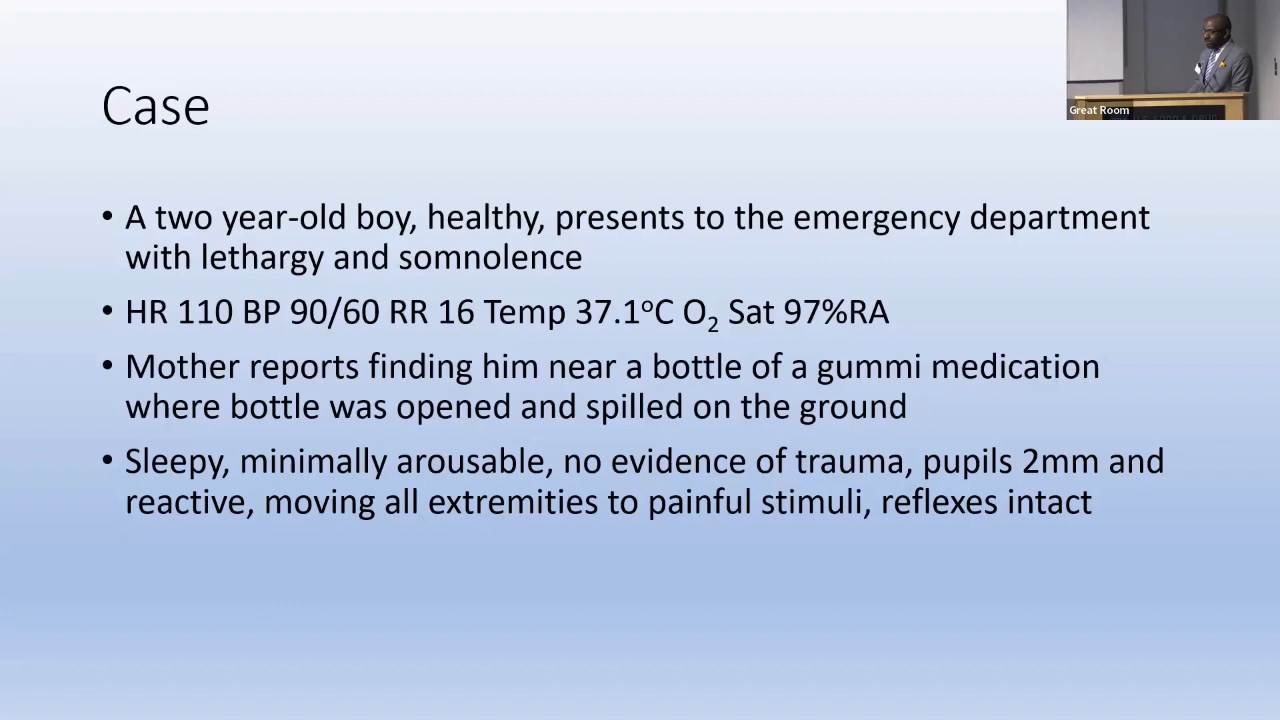 Great Room
Case
• A two year-old boy, healthy, presents to the emergency department
with lethargy and somnolence
• HR 110 BP 90/60 RR 16 Temp 37.1ᵒC O₂ Sat 97%RA
• Mother reports finding him near a bottle of a gummi medication
where bottle was opened and spilled on the ground
• Sleepy, minimally arousable, no evidence of trauma, pupils 2mm and
reactive, moving all extremities to painful stimuli, reflexes intact